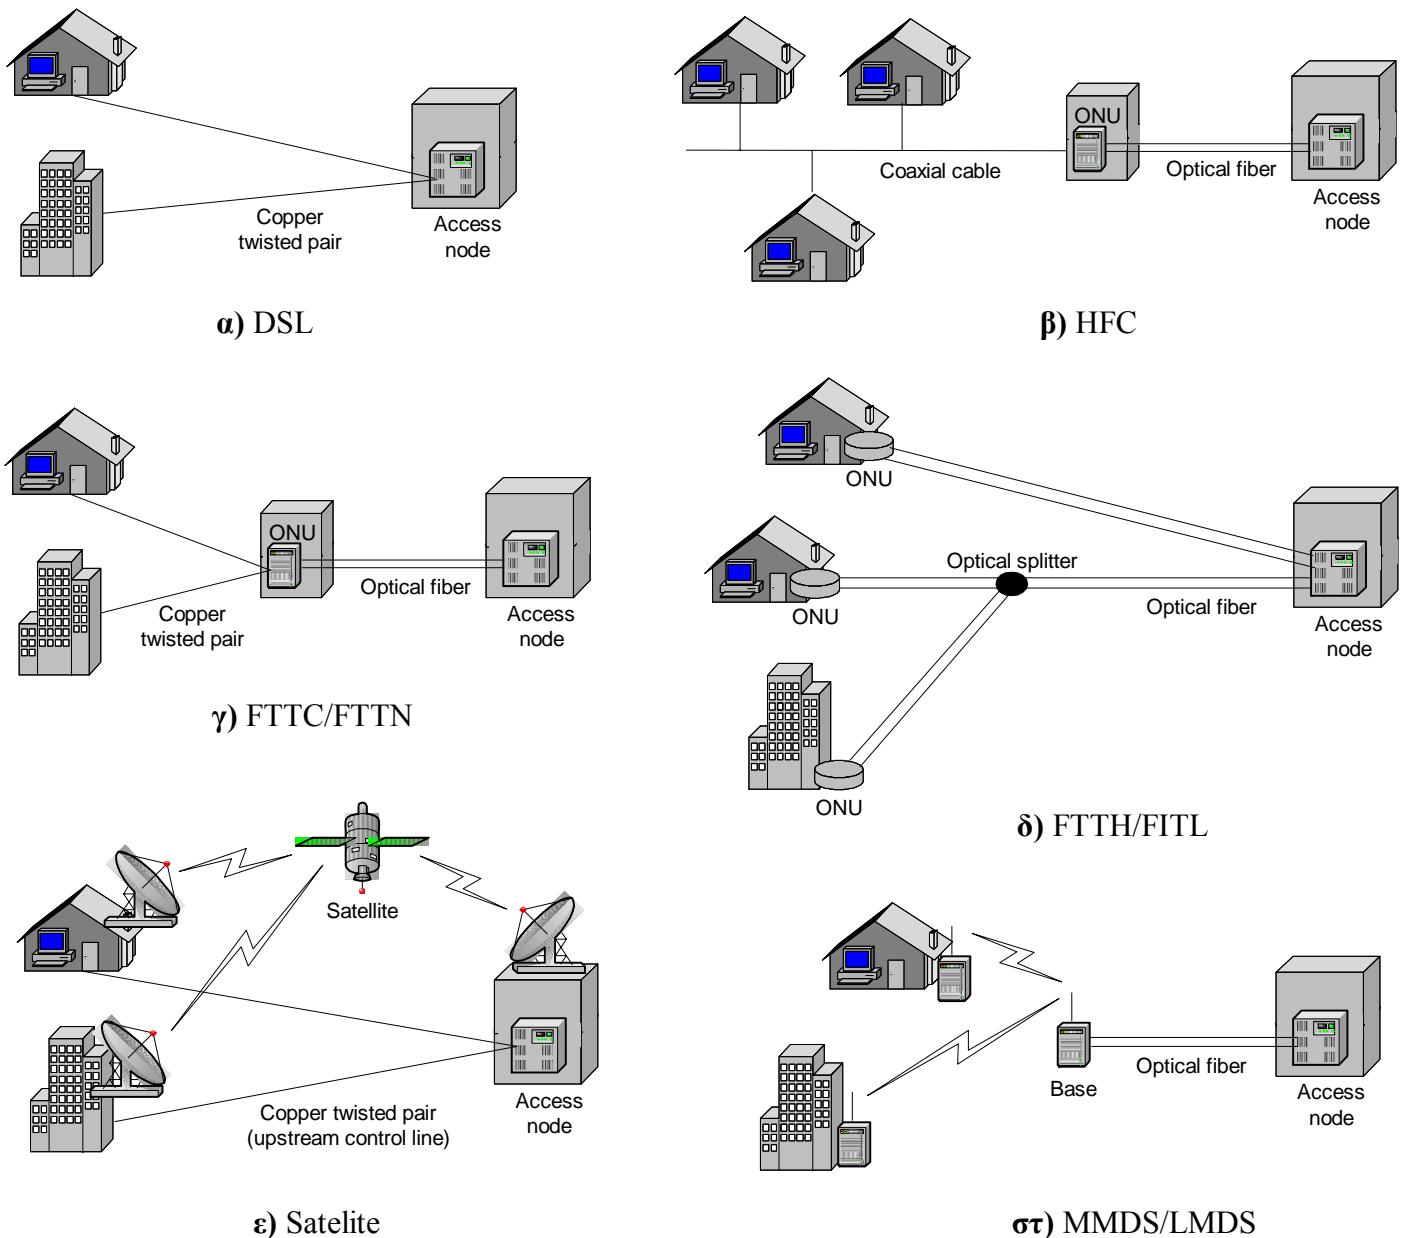 Copper
twisted pair
Access
node
α) DSL
ONU
Coaxial cable
Optical fiber
Access
node
β) HFC
ONU
Optical fiber
Copper
twisted pair
Access
node
γ) FTTC/FTTN
ONU
Optical splitter
ONU
Optical fiber
Access
node
ONU
δ) FTTH/FITL
Satellite
Copper twisted pair
(upstream control line)
Access
node
ε) Satelite
Optical fiber
Base
Access
node
στ) MMDS/LMDS